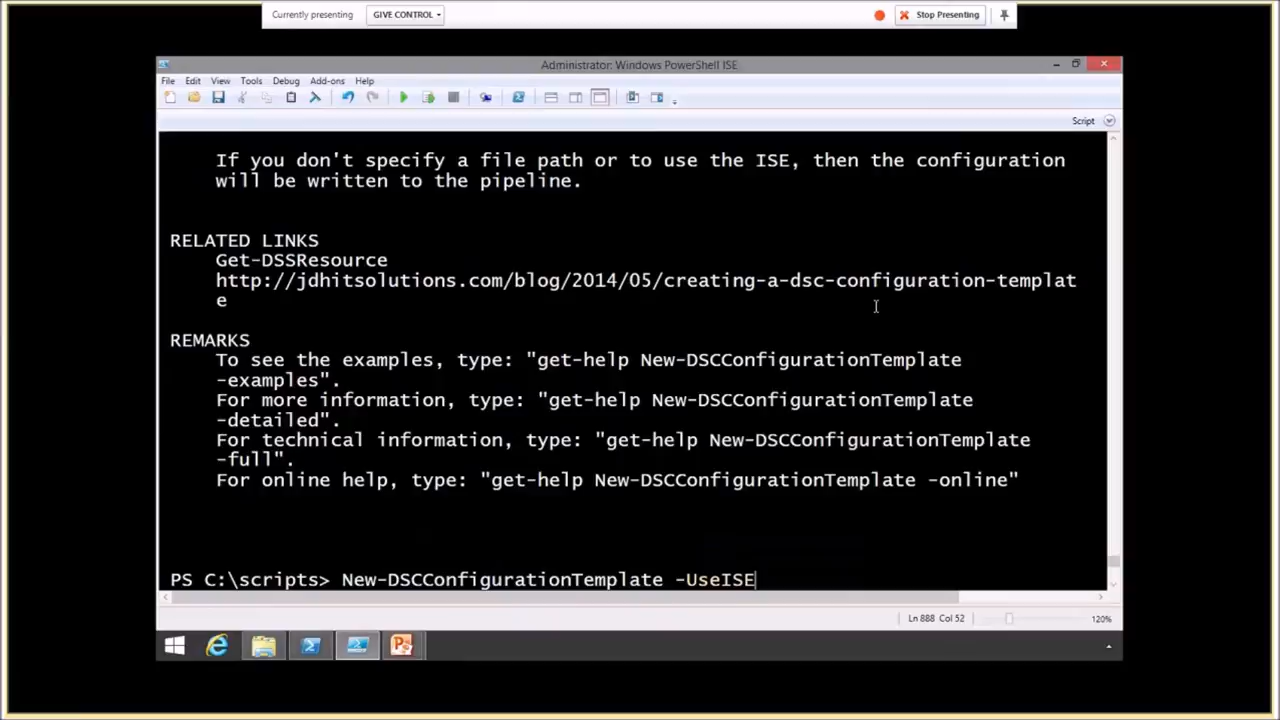 Currently presenting GIVE CONTROL Stop Presenting
Administrator: Windows PowerShell ISE
File Edit View Tools Debug Add-ons Help
Script
If you don't specify a file path or to use the ISE, then the configuration
will be written to the pipeline.
RELATED LINKS
Get-DSSResource
http://jdhitsolutions.com/blog/2014/05/creating-a-dsc-configuration-templat
e
REMARKS
To see the examples, type: "get-help New-DSCConfigurationTemplate
-examples".
For more information, type: "get-help New-DSCConfigurationTemplate
-detailed".
For technical information, type: "get-help New-DSCConfigurationTemplate
-full".
For online help, type: "get-help New-DSCConfigurationTemplate -online"
PS C:\scripts> New-DSCConfigurationTemplate -UseISE
Ln 888 Col 52 120%